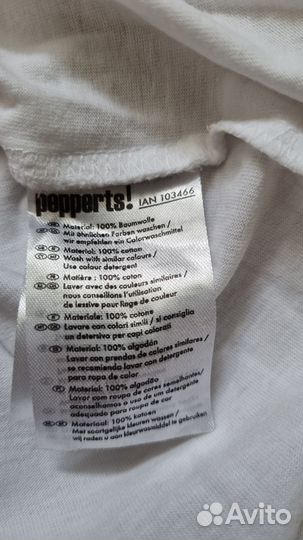 pepperts! IAN 103466
Material: 100% Baumwolle
Mit ähnlichen Farben waschen /
wir empfehlen ein Colorwaschmittel
Material: 100% cotton
Wash with similar colours /
Use colour detergent
Matière : 100% coton
Laver avec des couleurs similaires /
nous conseillons l'utilisation
de lessive pour linge de couleur
Materiale: 100% cotone
Lavare con colori simili / si consiglia
un detersivo per capi colorati
Material: 100% algodón
Lavar con prendas de colores similares /
se recomienda lavar con detergente
para ropa de color
Material: 100% algodão
Lavar com roupa de cores semelhantes/
aconselhamos o uso de um detergente
adequado para roupa de cor
Materiaal: 100% katoen
Met soortgelijke kleuren wassen /
wij raden u aan kleurwasmiddel te gebruiken
Avito